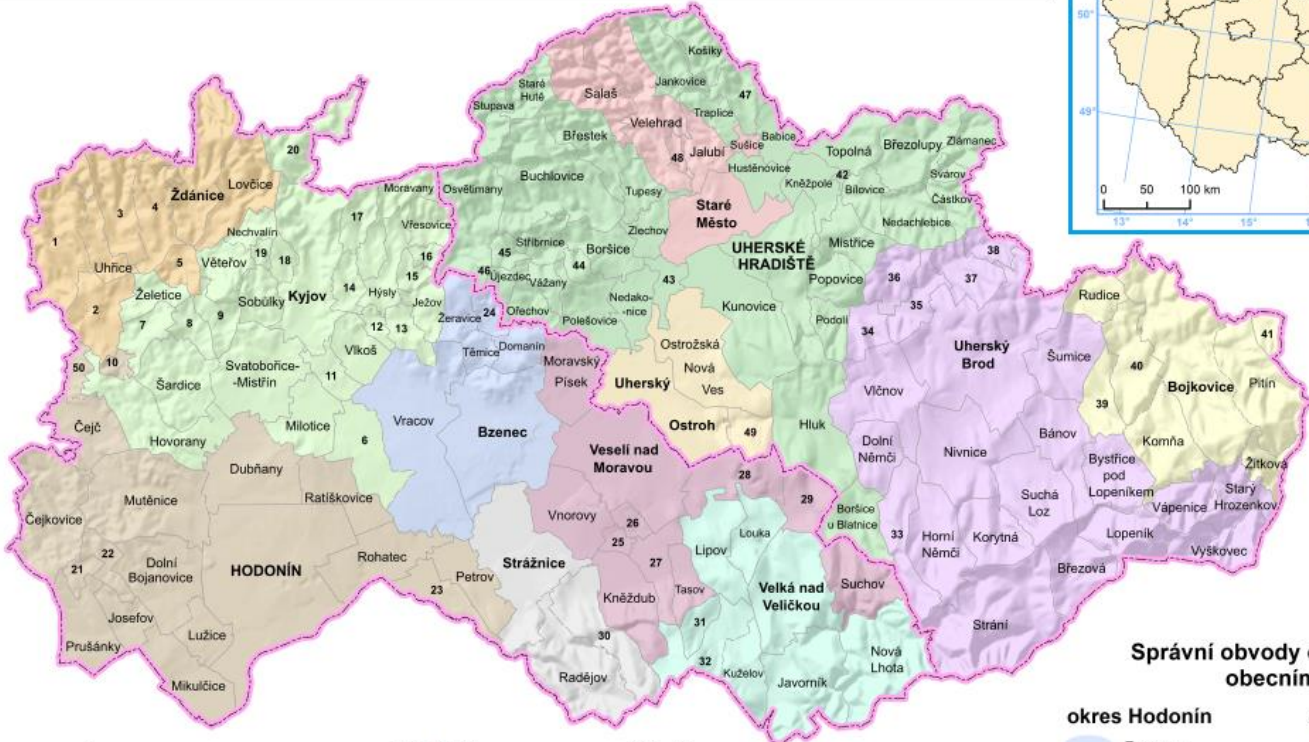 50°
49°
0 50 100 km
13° 14° 15°
Košíky
Staré
Hutě
Salaš
Jankovice
47
Stupava
Traplice
20
Velehrad
Břestek
Sušice
Babice
Topolná
Březolupy
Zlámanec
Ždánice
Lovčice
48
Jalubí
Huštěnovice
42
3
4
Moravany
Osvětimany
Buchlovice
Tupesy
Kněžpole
Bílovice
Svárov
Částkov
Staré
Město
17
Nechvalín
Vřesovice
Zlechov
Nedachlebice
1
Stříbrnice
Boršice
UHERSKÉ
HRADIŠTĚ
Mistřice
38
Uhřice
5
Věteřov
19
18
16
45
44
46
Újezdec
Vážany
43
Popovice
36
37
Želetice
Sobůlky
Kyjov
14
Hýsly
15
Ježov
Nedako-
-nice
Kunovice
35
Rudice
2
7
8
9
Žeravice
24
Ořechov
Polešovice
Podolí
34
12
13
Domanín
Ostrožská
Nová
Ves
Uherský
Brod
Šumice
41
50
10
Vlkoš
Těmice
Moravský
Písek
40
Svatobořice-
-Mistřín
11
Uherský
Ostroh
Vlčnov
Bojkovice
Pitín
Šardice
39
Čejč
Milotice
6
Vracov
Bzenec
49
Hluk
Bánov
Komňa
Hovorany
Veselí nad
Moravou
Dolní
Němčí
Nivnice
Bystřice
pod
Lopeníkem
Žítková
Dubňany
28
Starý
Hrozenkov
Mutěnice
Ratíškovice
29
Suchá
Loz
Vápenice
Čejkovice
Vnorovy
26
Boršice
u Blatnice
33
Horní
Němčí
Korytná
Lopeník
Vyškovec
22
21
Dolní
Bojanovice
HODONÍN
Rohatec
Strážnice
25
27
Louka
Lipov
Březová
23
Petrov
Kněždub
Tasov
Velká nad
Veličkou
Suchov
Josefov
Lužice
31
Strání
Prušánky
30
32
Nová
Lhota
Mikulčice
Radějov
Kuželov
Javorník
Správní obvody
obecním
okres Hodonín